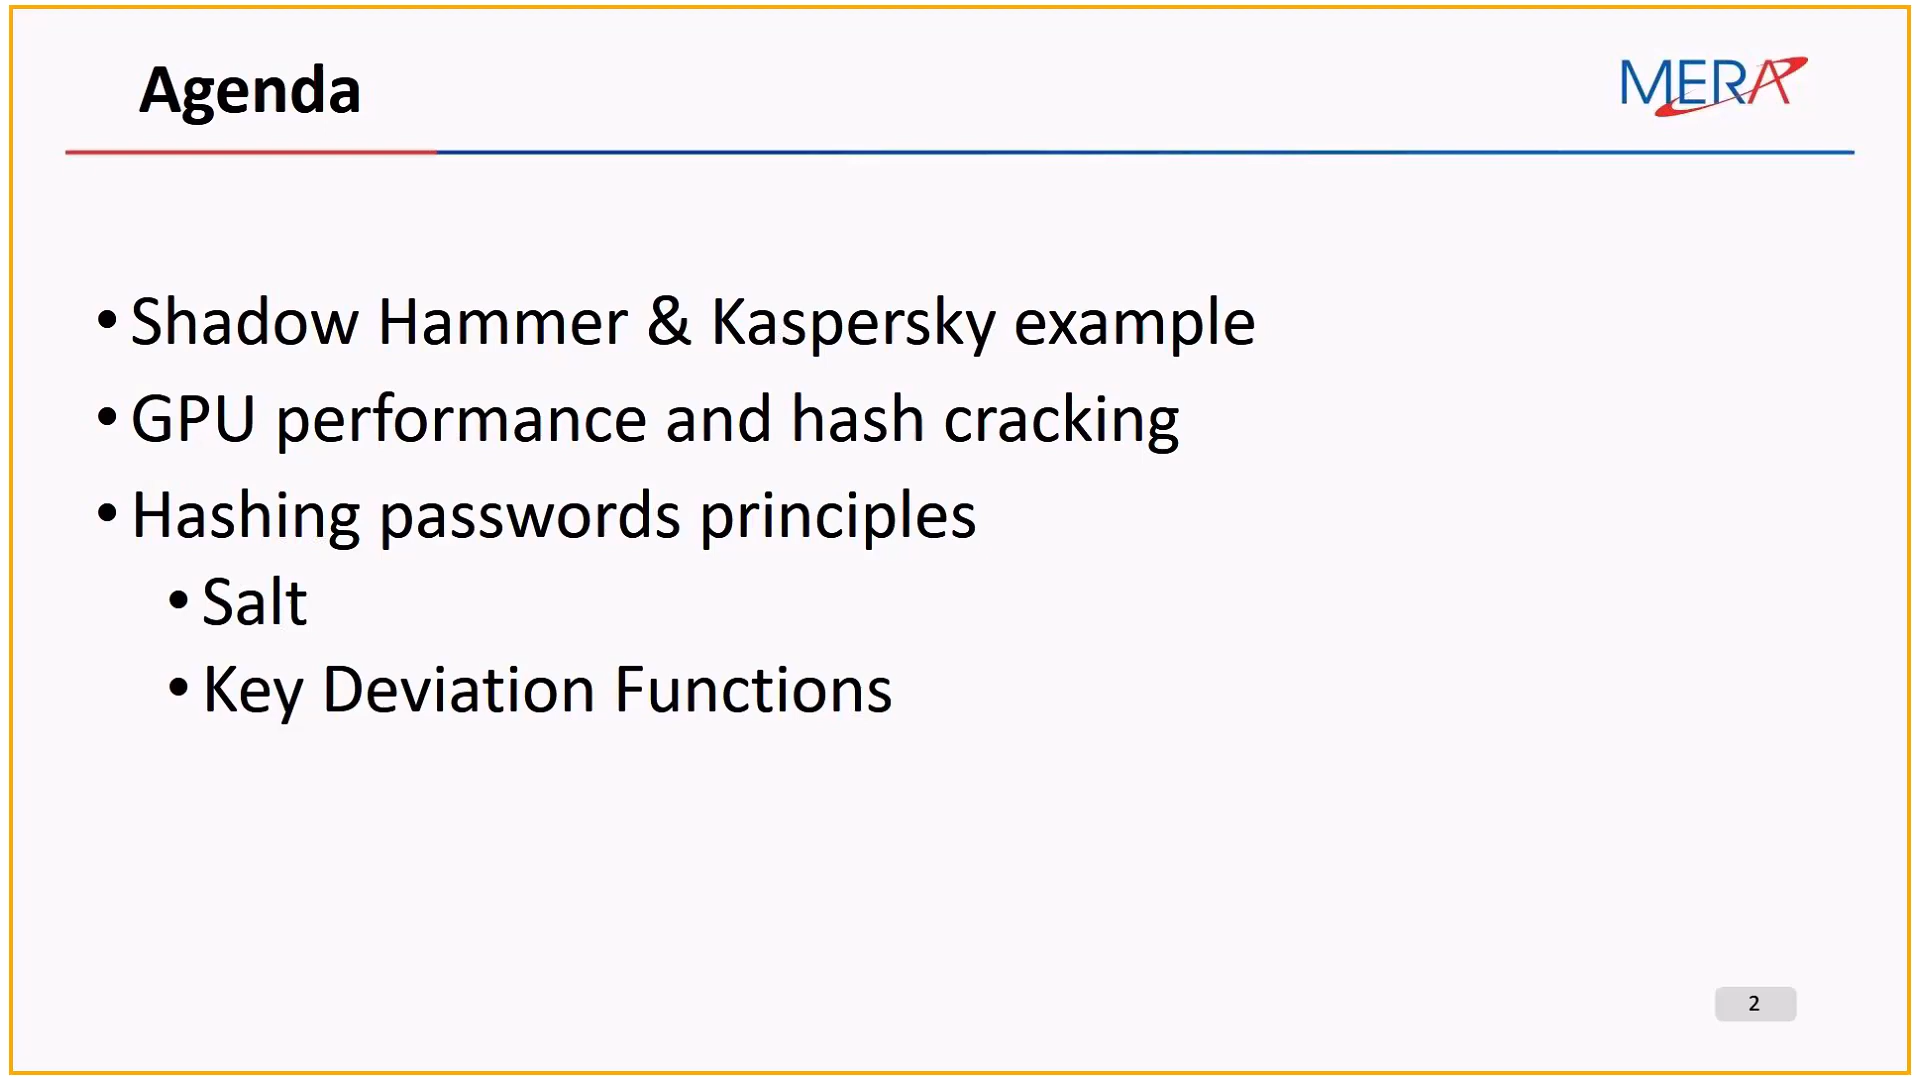 Agenda
MERA
• Shadow Hammer & Kaspersky example
• GPU performance and hash cracking
• Hashing passwords principles
• Salt
• Key Deviation Functions
2